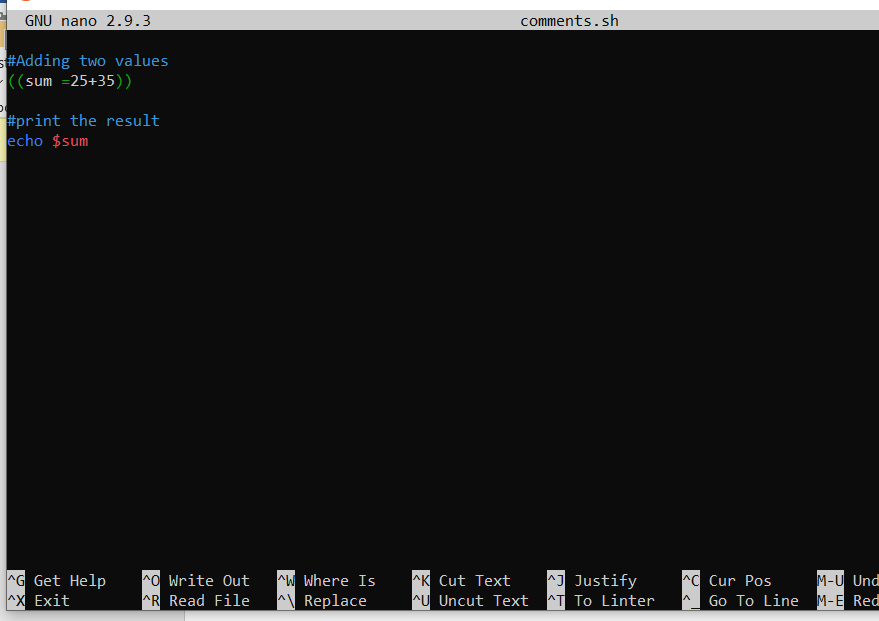 GNU nano 2.9.3 comments.sh
#Adding two values
((sum =25+35))
#print the result
echo $sum
^G Get Help ^O Write Out ^W Where Is ^K Cut Text ^J Justify ^C Cur Pos M-U Und
^X Exit ^R Read File ^\ Replace ^U Uncut Text ^T To Linter ^_ Go To Line M-E Red